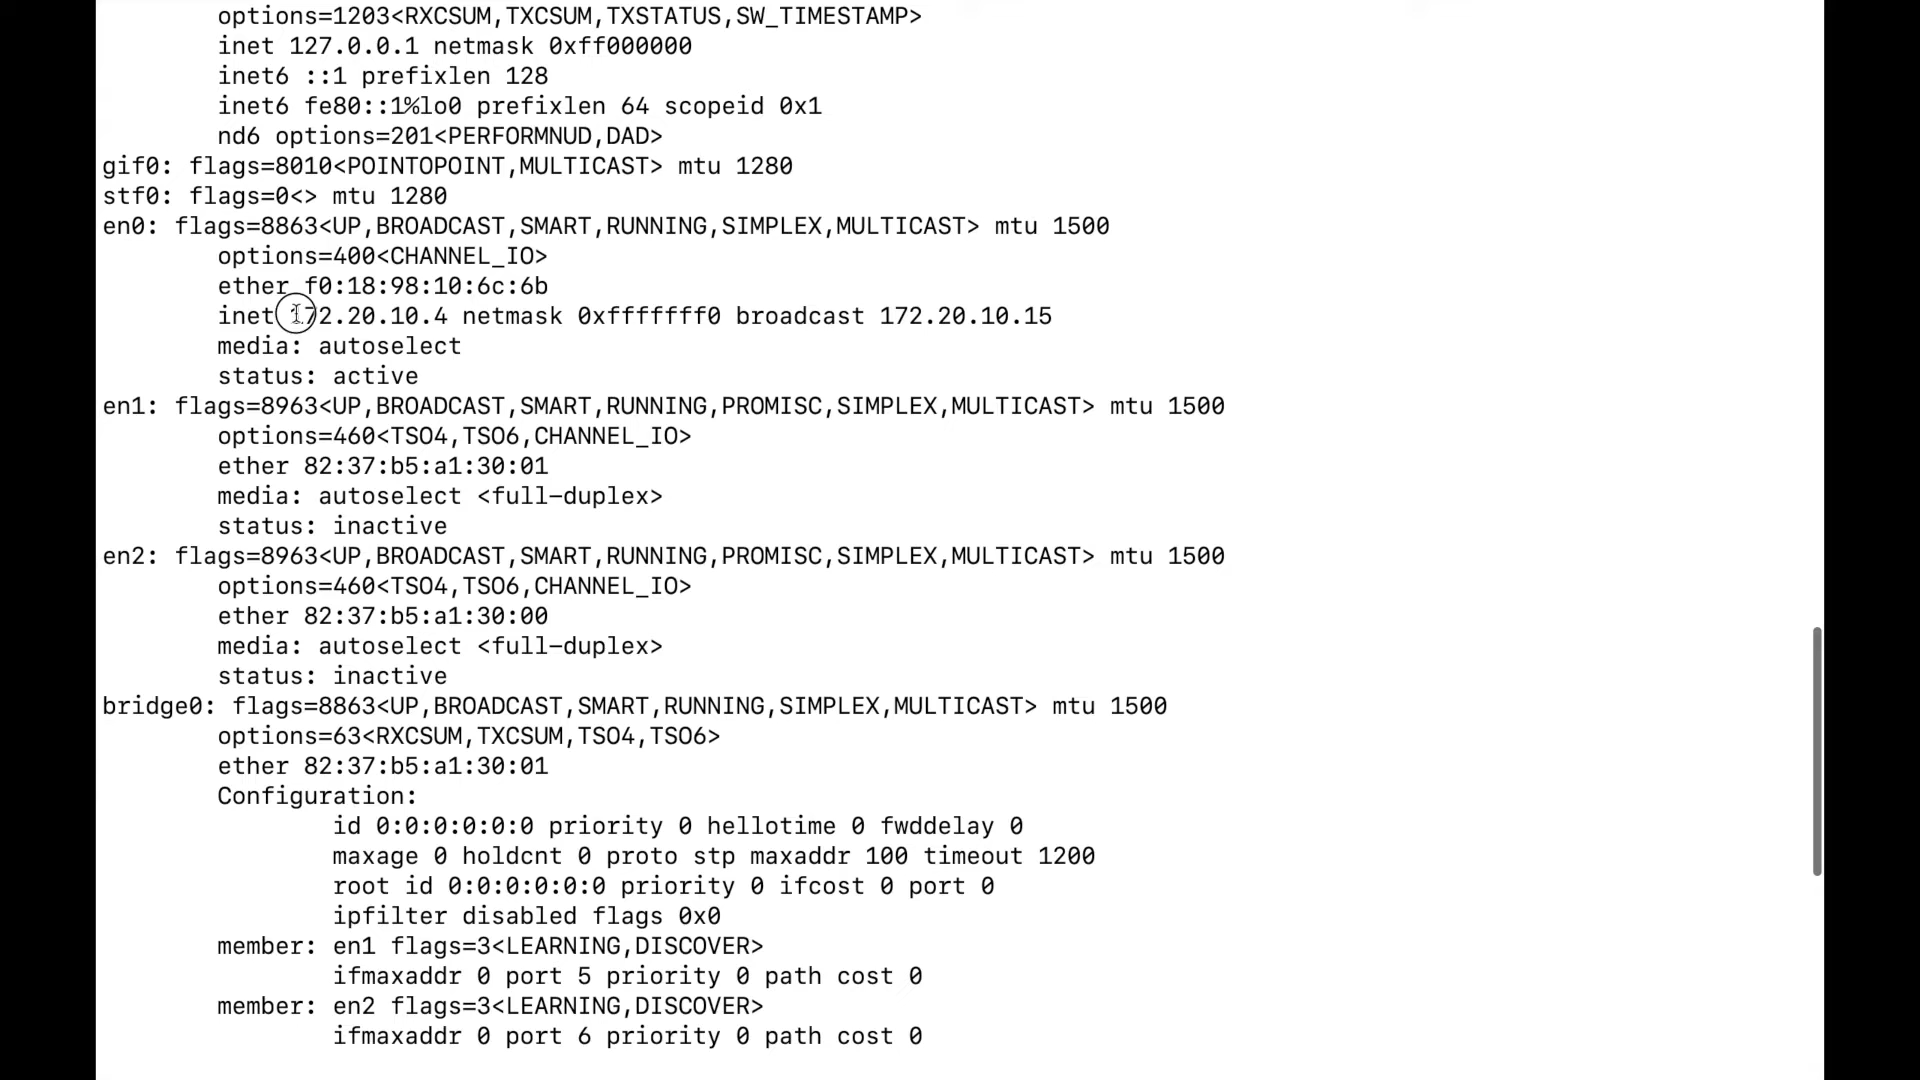 options=1203<RXCSUM,TXCSUM,TXSTATUS,SW_TIMESTAMP>
inet 127.0.0.1 netmask 0xff000000
inet6 ::1 prefixlen 128
inet6 fe80::1%lo0 prefixlen 64 scopeid 0x1
nd6 options=201<PERFORMNUD,DAD>
gif0: flags=8010<POINTOPOINT,MULTICAST> mtu 1280
stf0: flags=0<> mtu 1280
en0: flags=8863<UP,BROADCAST,SMART,RUNNING,SIMPLEX,MULTICAST> mtu 1500
options=400<CHANNEL_IO>
ether f0:18:98:10:6c:6b
inet 172.20.10.4 netmask 0xfffffff0 broadcast 172.20.10.15
media: autoselect
status: active
en1: flags=8963<UP,BROADCAST,SMART,RUNNING,PROMISC,SIMPLEX,MULTICAST> mtu 1500
options=460<TSO4,TSO6,CHANNEL_IO>
ether 82:37:b5:a1:30:01
media: autoselect <full-duplex>
status: inactive
en2: flags=8963<UP,BROADCAST,SMART,RUNNING,PROMISC,SIMPLEX,MULTICAST> mtu 1500
options=460<TSO4,TSO6,CHANNEL_IO>
ether 82:37:b5:a1:30:00
media: autoselect <full-duplex>
status: inactive
bridge0: flags=8863<UP,BROADCAST,SMART,RUNNING,SIMPLEX,MULTICAST> mtu 1500
options=63<RXCSUM,TXCSUM,TSO4,TSO6>
ether 82:37:b5:a1:30:01
Configuration:
id 0:0:0:0:0:0 priority 0 hellotime 0 fwddelay 0
maxage 0 holdcnt 0 proto stp maxaddr 100 timeout 1200
root id 0:0:0:0:0:0 priority 0 ifcost 0 port 0
ipfilter disabled flags 0x0
member: en1 flags=3<LEARNING,DISCOVER>
ifmaxaddr 0 port 5 priority 0 path cost 0
member: en2 flags=3<LEARNING,DISCOVER>
ifmaxaddr 0 port 6 priority 0 path cost 0